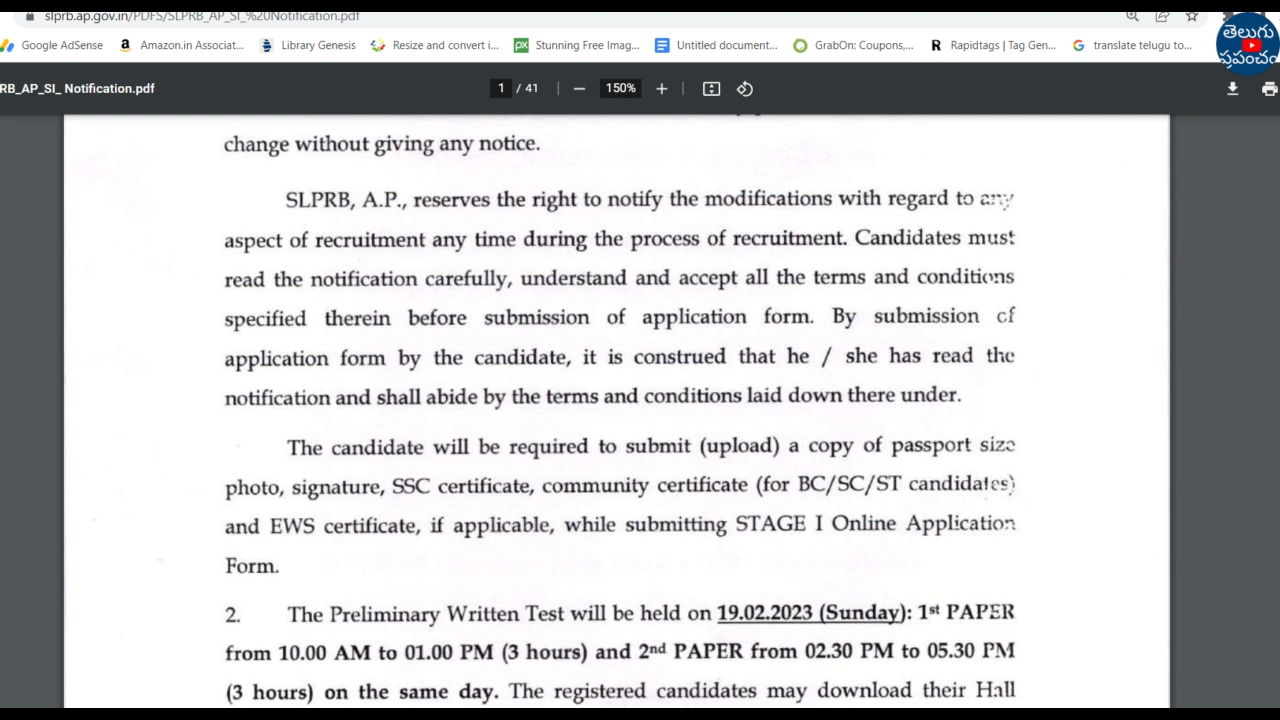 slprb.ap.gov.in/PDFS/SLPRB_AP_SI_%20Notification.pdf
Google AdSense Amazon.in Associat... Library Genesis Resize and convert i... PX Stunning Free Imag... Untitled document... GrabOn: Coupons,... R Rapidtags | Tag Gen... G translate telugu to...
తెలుగు
ప్రపంచం
RB_AP_SI_ Notification.pdf 1 / 41 | — 150% + |
change without giving any notice.
SLPRB, A.P., reserves the right to notify the modifications with regard to any
aspect of recruitment any time during the process of recruitment. Candidates must
read the notification carefully, understand and accept all the terms and conditions
specified therein before submission of application form. By submission of
application form by the candidate, it is construed that he / she has read the
notification and shall abide by the terms and conditions laid down there under.
The candidate will be required to submit (upload) a copy of passport size
photo, signature, SSC certificate, community certificate (for BC/SC/ST candidates)
and EWS certificate, if applicable, while submitting STAGE I Online Application
Form.
2. The Preliminary Written Test will be held on 19.02.2023 (Sunday): 1st PAPER
from 10.00 AM to 01.00 PM (3 hours) and 2nd PAPER from 02.30 PM to 05.30 PM
(3 hours) on the same day. The registered candidates may download their Hall